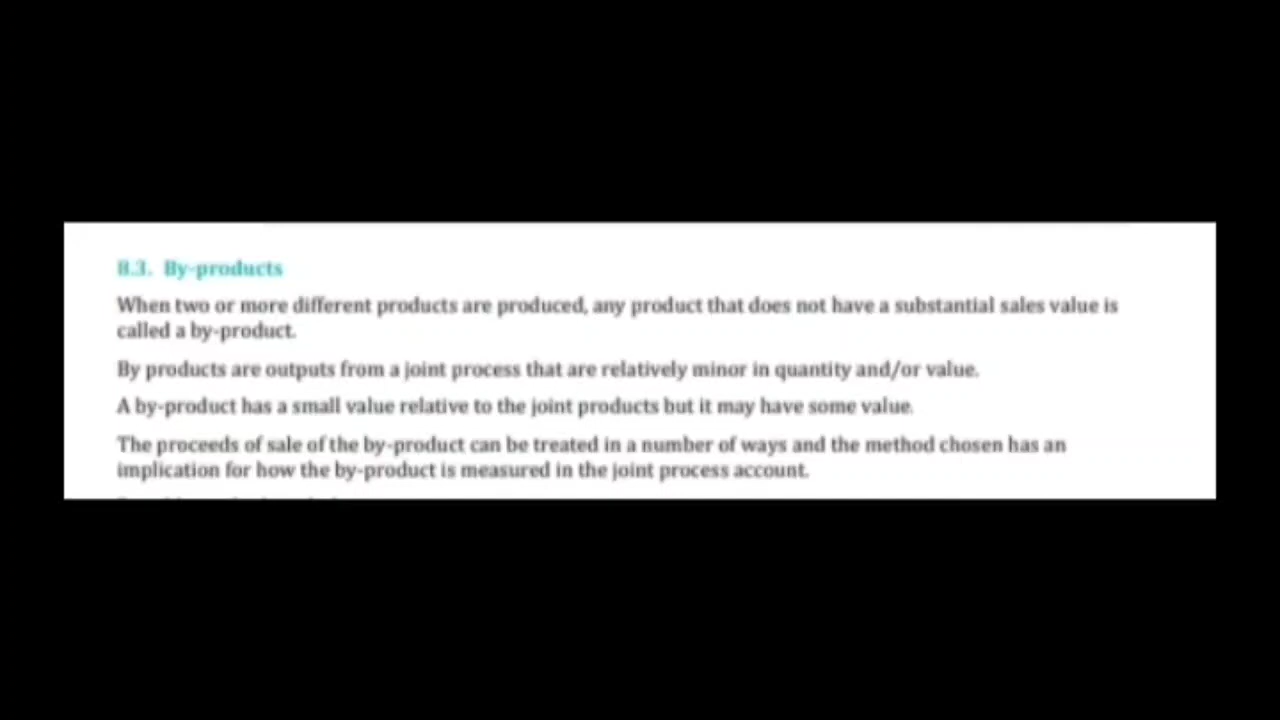 8.3. By-products
When two or more different products are produced, any product that does not have a substantial sales value is
called a by-product.
By products are outputs from a joint process that are relatively minor in quantity and/or value.
A by-product has a small value relative to the joint products but it may have some value.
The proceeds of sale of the by-product can be treated in a number of ways and the method chosen has an
implication for how the by-product is measured in the joint process account.